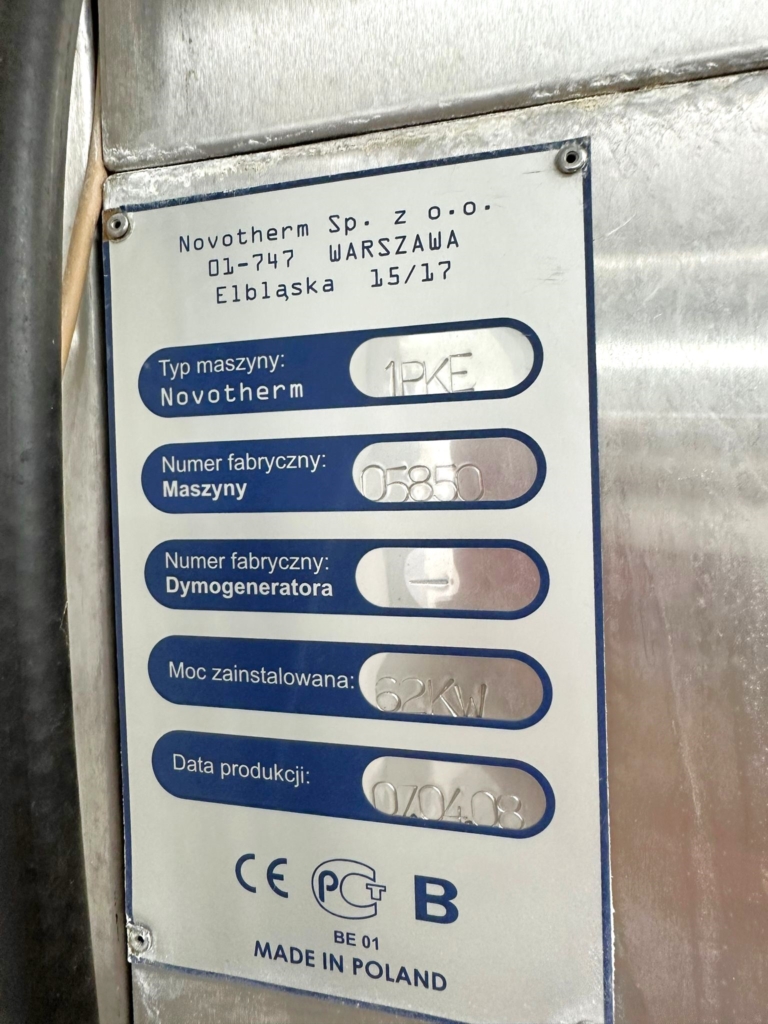 Novotherm Sp. z o.o.
01-747 WARSZAWA
Elbląska 15/17
Typ maszyny:
Novotherm
1PKE
Numer fabryczny:
Maszyny
05850
Numer fabryczny:
Dymogeneratora
—
Moc zainstalowana:
62KW
Data produkcji:
07.04.08
CE PCT B
BE 01
MADE IN POLAND